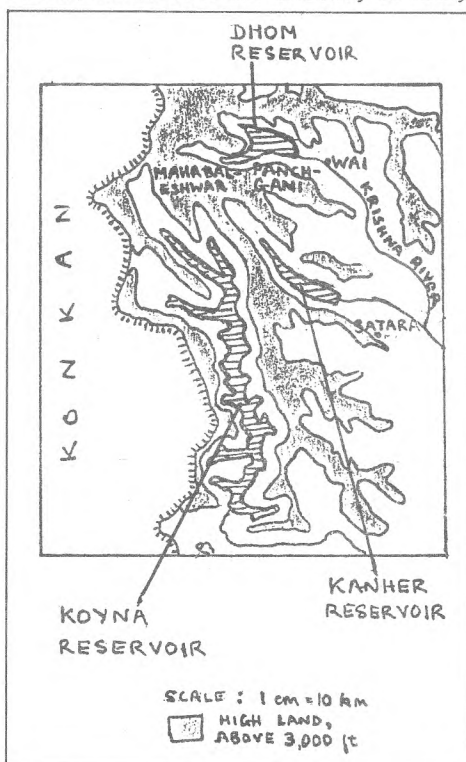 DHOM
RESERVOIR
MAHABAL- PANCH-
ESHWAR GANI
WAI
KRISHNA RIVER
SATARA
KONKAN
KOYNA
RESERVOIR
KANHER
RESERVOIR
SCALE : 1 cm = 10 km
HIGH LAND,
ABOVE 3,000 ft